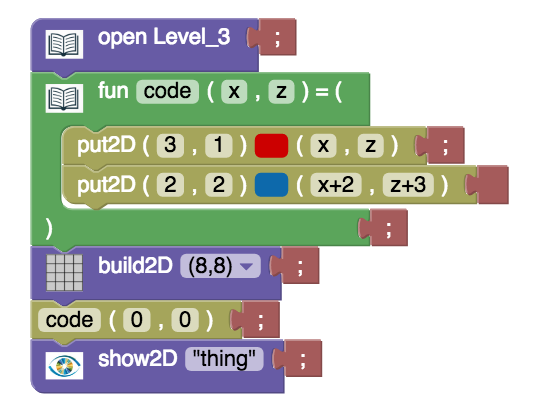 open Level_3 ;
fun code ( x , z ) = (
put2D ( 3 , 1 ) ( x , z ) ;
put2D ( 2 , 2 ) ( x+2 , z+3 )
) ;
build2D (8,8) ;
code ( 0 , 0 ) ;
show2D "thing" ;